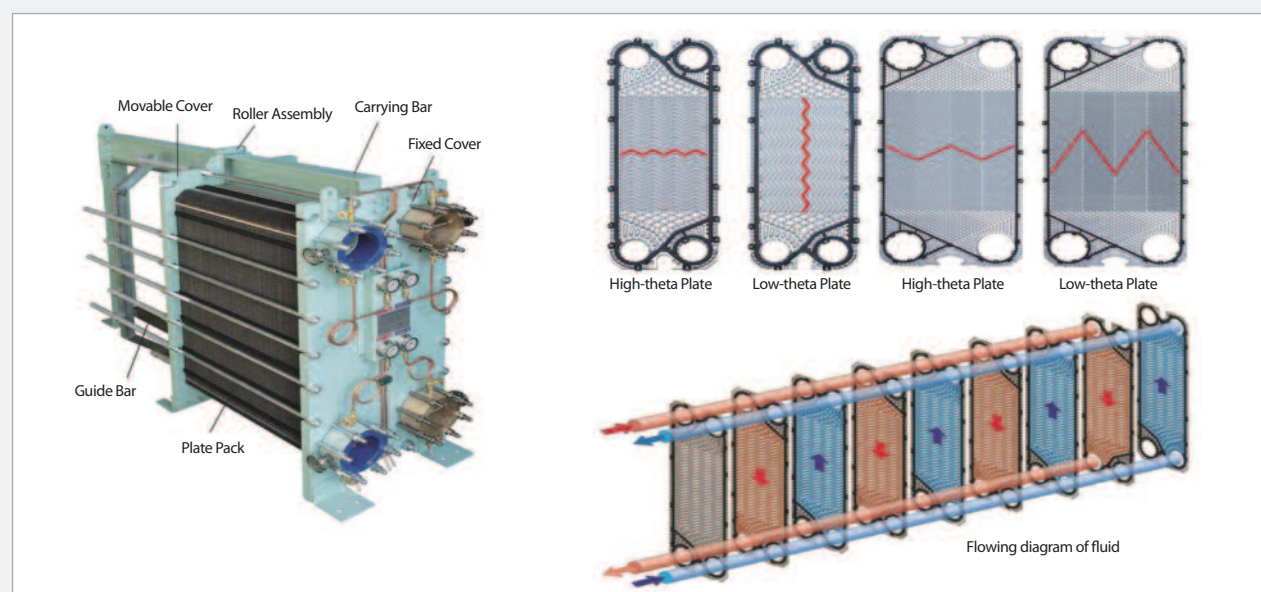 Movable Cover
Roller Assembly
Carrying Bar
Fixed Cover
Guide Bar
Plate Pack
High-theta Plate
Low-theta Plate
High-theta Plate
Low-theta Plate
Flowing diagram of fluid